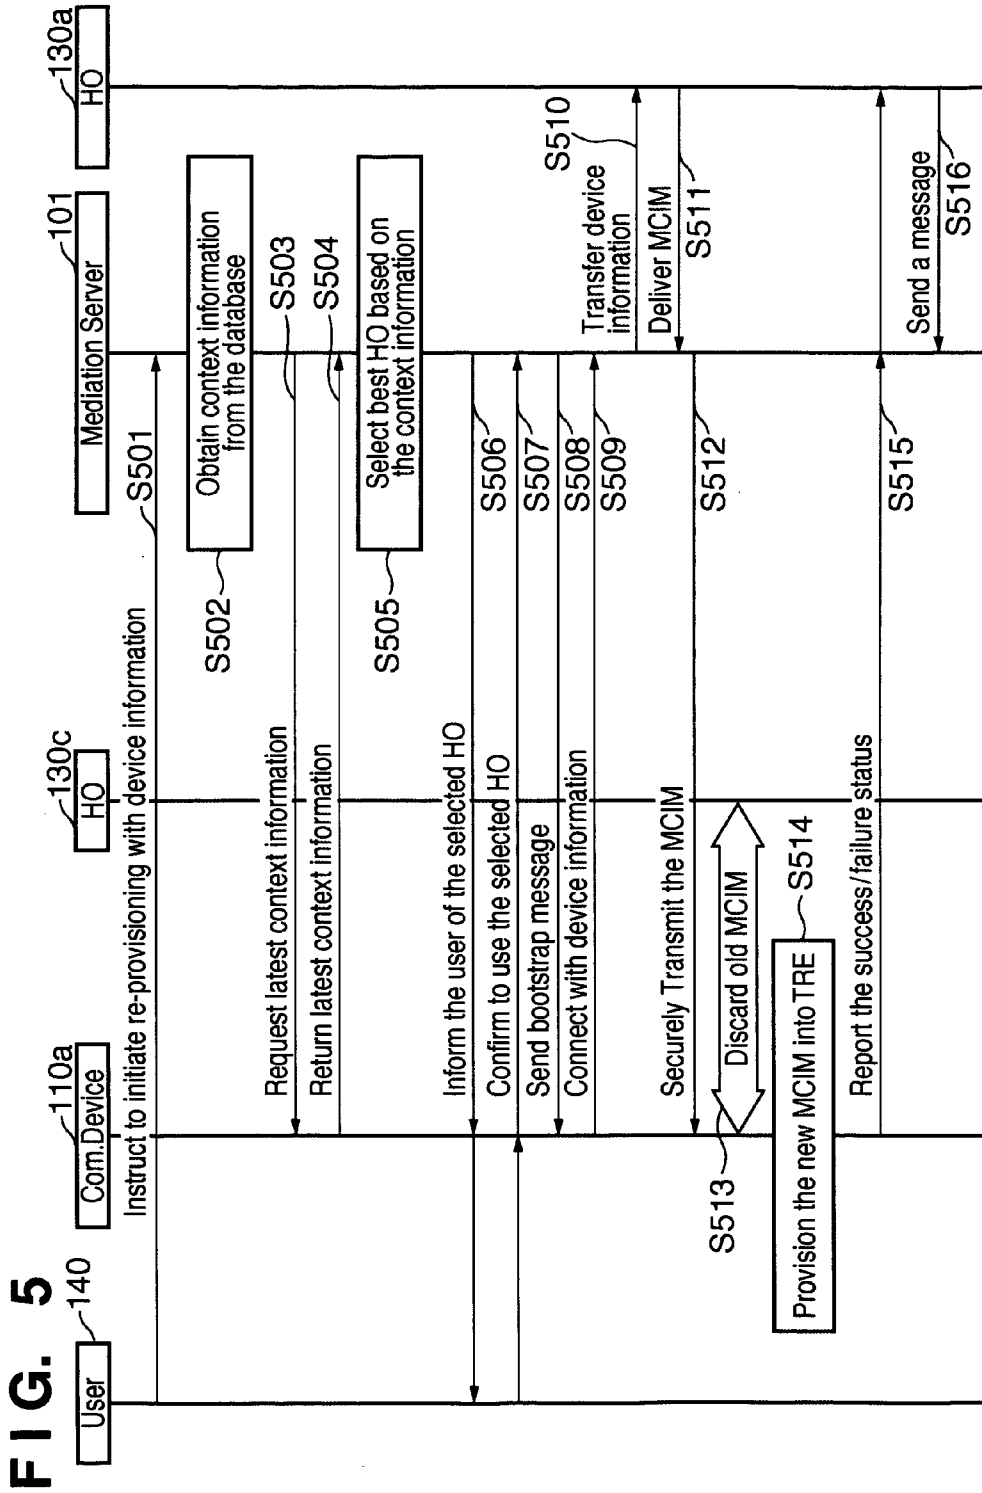 FIG. 5
User
140
Com.Device
110a
HO
130c
Mediation Server
101
HO
130a
Instruct to initiate re-provisioning with device information
S501
Obtain context information
from the database
S502
Request latest context information
S503
Return latest context information
S504
Select best HO based on
the context information
S505
Inform the user of the selected HO
S506
Confirm to use the selected HO
S507
Send bootstrap message
S508
Connect with device information
S509
Transfer device
information
S510
Deliver MCIM
S511
Securely Transmit the MCIM
S512
Discard old MCIM
S513
Provision the new MCIM into TRE
S514
Report the success/failure status
S515
Send a message
S516